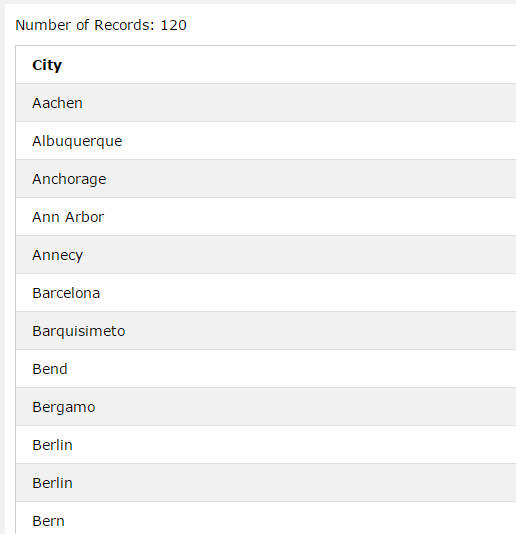 Number of Records: 120
City
Aachen
Albuquerque
Anchorage
Ann Arbor
Annecy
Barcelona
Barquisimeto
Bend
Bergamo
Berlin
Berlin
Bern